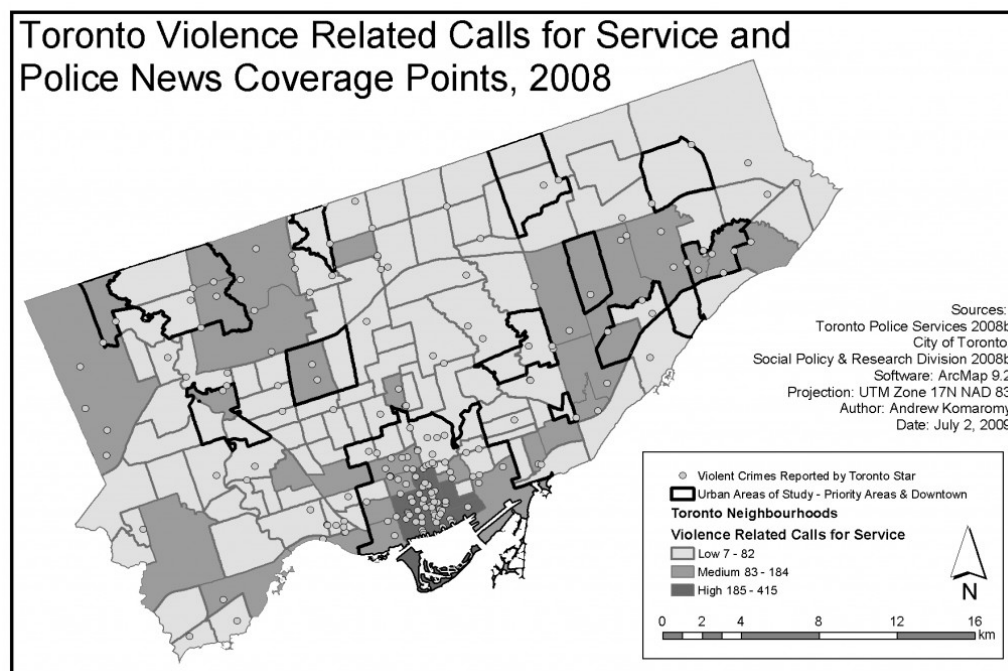 Toronto Violence Related Calls for Service and
Police News Coverage Points, 2008
Sources:
Toronto Police Services 2008b
City of Toronto
Social Policy & Research Division 2008b
Software: ArcMap 9.2
Projection: UTM Zone 17N NAD 83
Author: Andrew Komaromy
Date: July 2, 2009
Violent Crimes Reported by Toronto Star
Urban Areas of Study - Priority Areas & Downtown
Toronto Neighbourhoods
Violence Related Calls for Service
Low 7 - 82
Medium 83 - 184
High 185 - 415
N
0 2 4 8 12 16
km